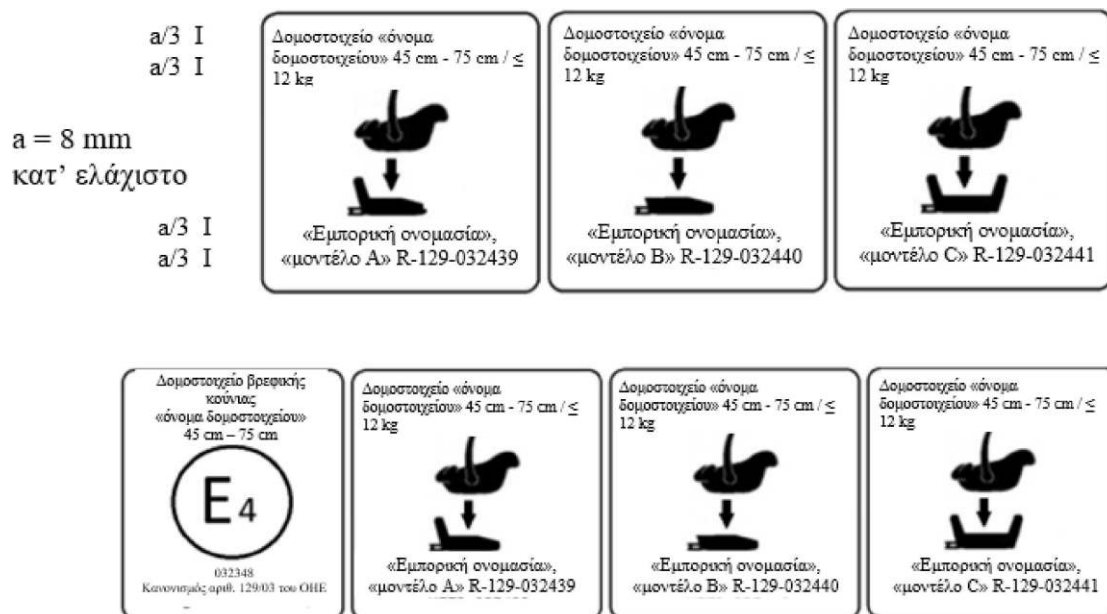 a/3 I
a/3 I
a = 8 mm
κατ’ ελάχιστο
a/3 I
a/3 I
Δομοστοιχείο «όνομα
δομοστοιχείου» 45 cm - 75 cm / ≤
12 kg
«Εμπορική ονομασία»,
«μοντέλο A» R-129-032439
Δομοστοιχείο «όνομα
δομοστοιχείου» 45 cm - 75 cm / ≤
12 kg
«Εμπορική ονομασία»,
«μοντέλο B» R-129-032440
Δομοστοιχείο «όνομα
δομοστοιχείου» 45 cm - 75 cm / ≤
12 kg
«Εμπορική ονομασία»,
«μοντέλο C» R-129-032441
Δομοστοιχείο βρεφικής
κούνιας
«όνομα δομοστοιχείου»
45 cm – 75 cm
E4
032348
Κανονισμός αριθ. 129/03 του ΟΗΕ
Δομοστοιχείο «όνομα
δομοστοιχείου» 45 cm - 75 cm / ≤
12 kg
«Εμπορική ονομασία»,
«μοντέλο A» R-129-032439
Δομοστοιχείο «όνομα
δομοστοιχείου» 45 cm - 75 cm / ≤
12 kg
«Εμπορική ονομασία»,
«μοντέλο B» R-129-032440
Δομοστοιχείο «όνομα
δομοστοιχείου» 45 cm - 75 cm / ≤
12 kg
«Εμπορική ονομασία»,
«μοντέλο C» R-129-032441